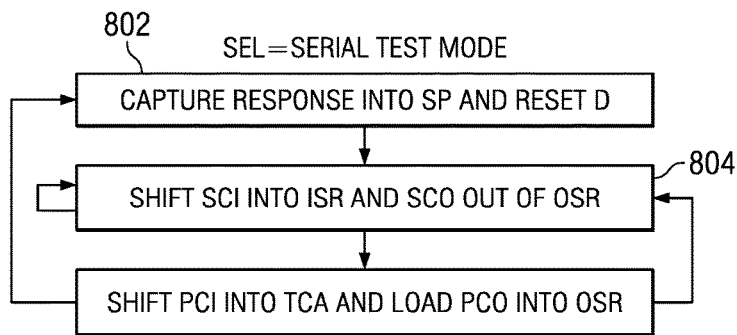 802
SEL=SERIAL TEST MODE
CAPTURE RESPONSE INTO SP AND RESET D
SHIFT SCI INTO ISR AND SCO OUT OF OSR
804
SHIFT PCI INTO TCA AND LOAD PCO INTO OSR